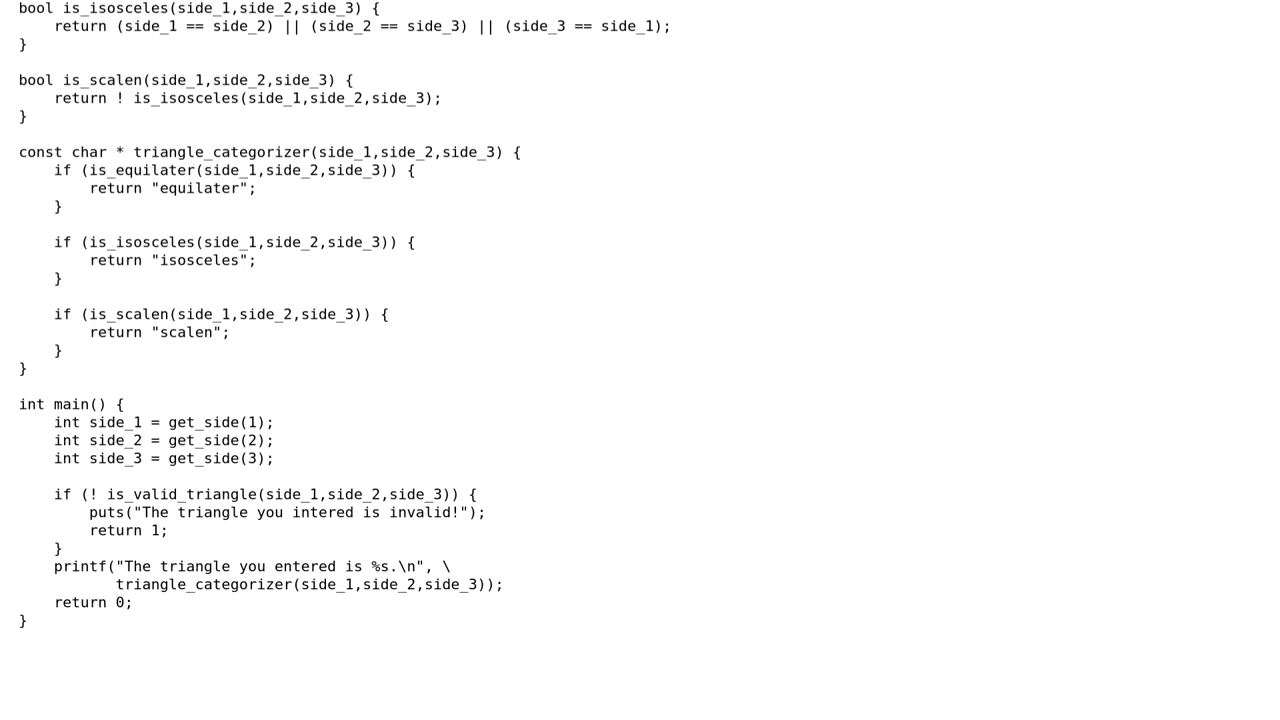 bool is_isosceles(side_1,side_2,side_3) {
    return (side_1 == side_2) || (side_2 == side_3) || (side_3 == side_1);
}

bool is_scalen(side_1,side_2,side_3) {
    return ! is_isosceles(side_1,side_2,side_3);
}

const char * triangle_categorizer(side_1,side_2,side_3) {
    if (is_equilater(side_1,side_2,side_3)) {
        return "equilater";
    }

    if (is_isosceles(side_1,side_2,side_3)) {
        return "isosceles";
    }

    if (is_scalen(side_1,side_2,side_3)) {
        return "scalen";
    }
}

int main() {
    int side_1 = get_side(1);
    int side_2 = get_side(2);
    int side_3 = get_side(3);

    if (! is_valid_triangle(side_1,side_2,side_3)) {
        puts("The triangle you intered is invalid!");
        return 1;
    }
    printf("The triangle you entered is %s.\n", \
           triangle_categorizer(side_1,side_2,side_3));
    return 0;
}